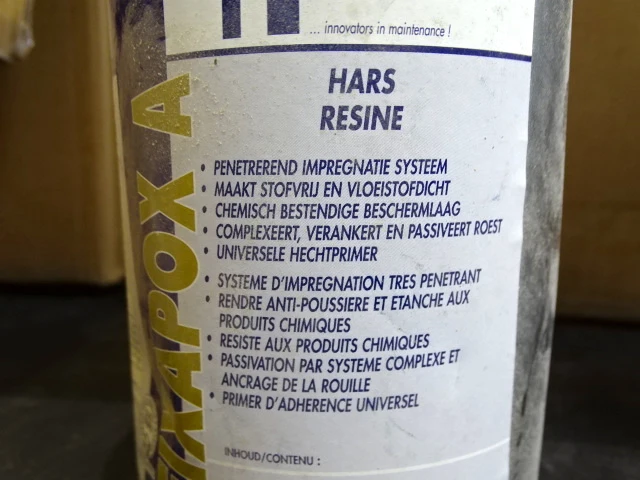 ... innovators in maintenance !
HARS
RESINE
• PENETREREND IMPREGNATIE SYSTEEM
• MAAKT STOFVRIJ EN VLOEISTOFDICHT
• CHEMISCH BESTENDIGE BESCHERMLAAG
• COMPLEXEERT, VERANKERT EN PASSIVEERT ROEST
• UNIVERSELE HECHTPRIMER
• SYSTEME D'IMPREGNATION TRES PENETRANT
• RENDRE ANTI-POUSSIERE ET ETANCHE AUX
PRODUITS CHIMIQUES
• RESISTE AUX PRODUITS CHIMIQUES
• PASSIVATION PAR SYSTEME COMPLEXE ET
ANCRAGE DE LA ROUILLE
• PRIMER D'ADHERENCE UNIVERSEL
INHOUD/CONTENU :
FIXAPOX A